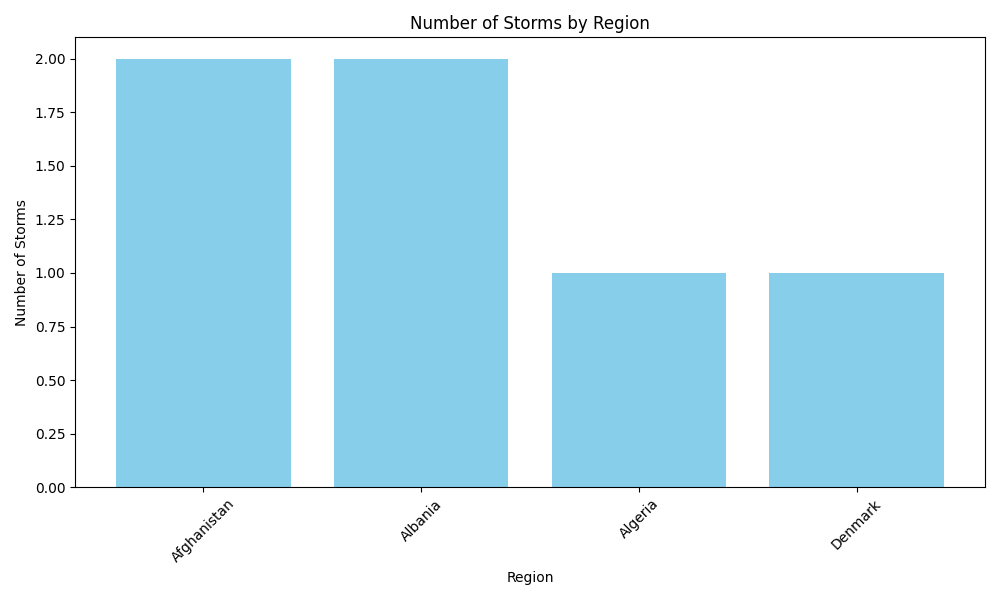 Number of Storms by Region
Number of Storms
2.00
1.75
1.50
1.25
1.00
0.75
0.50
0.25
0.00
Afghanistan
Albania
Algeria
Denmark
Region